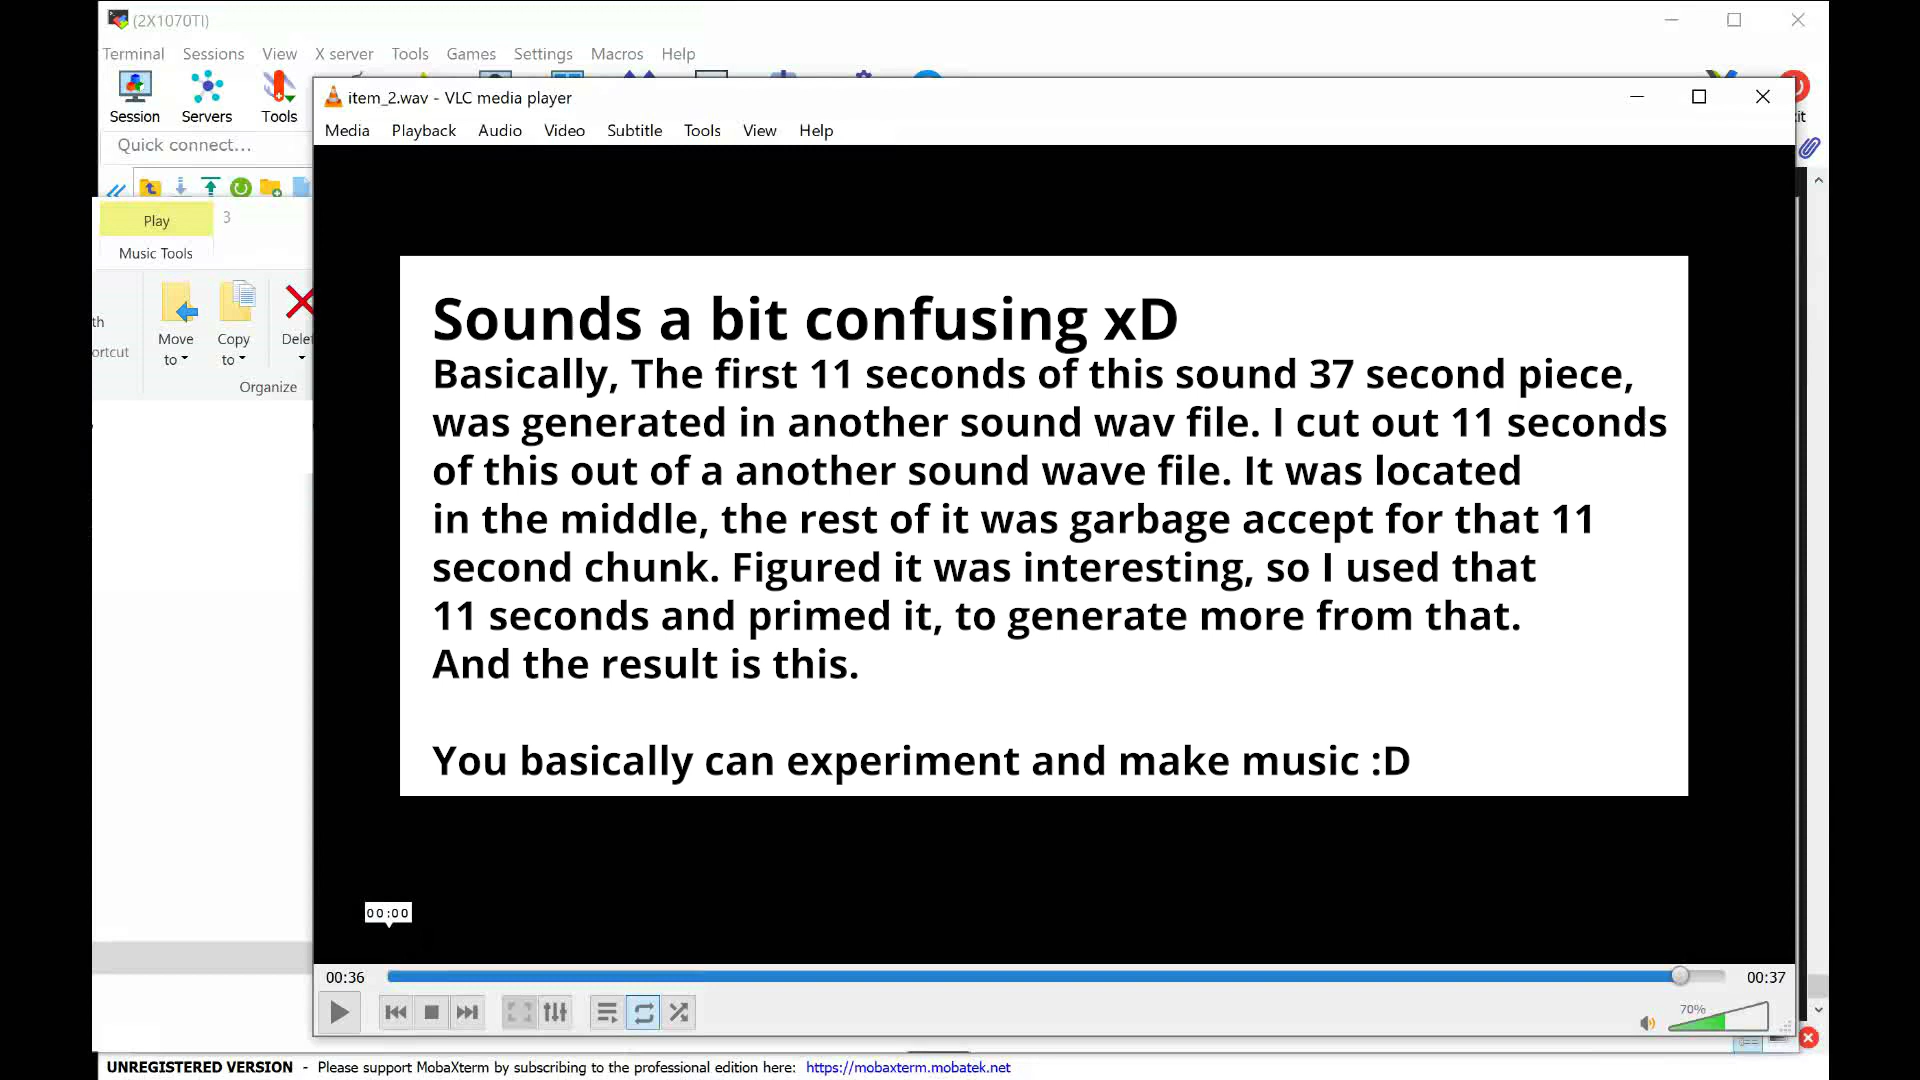 (2X1070TI)
Terminal Sessions View X server Tools Games Settings Macros Help
Session Servers Tools
Quick connect...
item_2.wav - VLC media player
Media Playback Audio Video Subtitle Tools View Help
Play 3
Music Tools
Move to
Copy to
Organize
Sounds a bit confusing xD
Basically, The first 11 seconds of this sound 37 second piece,
was generated in another sound wav file. I cut out 11 seconds
of this out of a another sound wave file. It was located
in the middle, the rest of it was garbage accept for that 11
second chunk. Figured it was interesting, so I used that
11 seconds and primed it, to generate more from that.
And the result is this.
You basically can experiment and make music :D
00:00
00:36 00:37
70%
UNREGISTERED VERSION - Please support MobaXterm by subscribing to the professional edition here: https://mobaxterm.mobatek.net